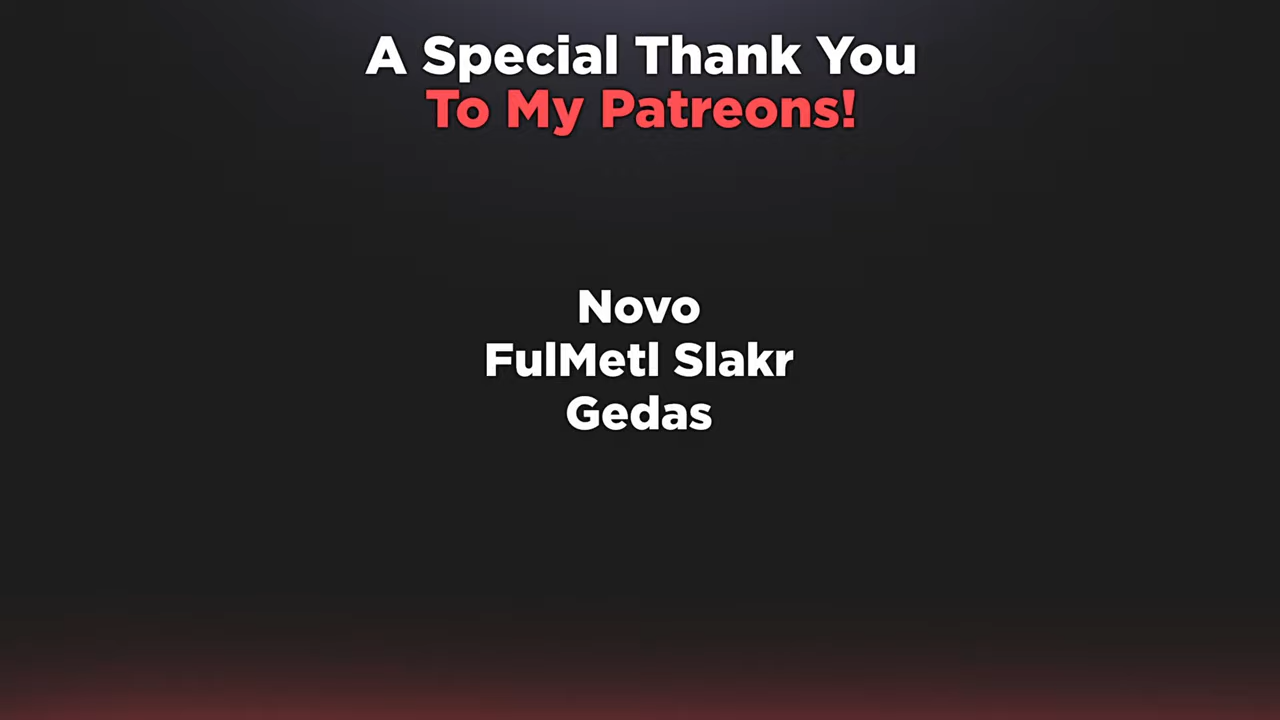 A Special Thank You
To My Patreons!
Novo
FulMetl Slakr
Gedas